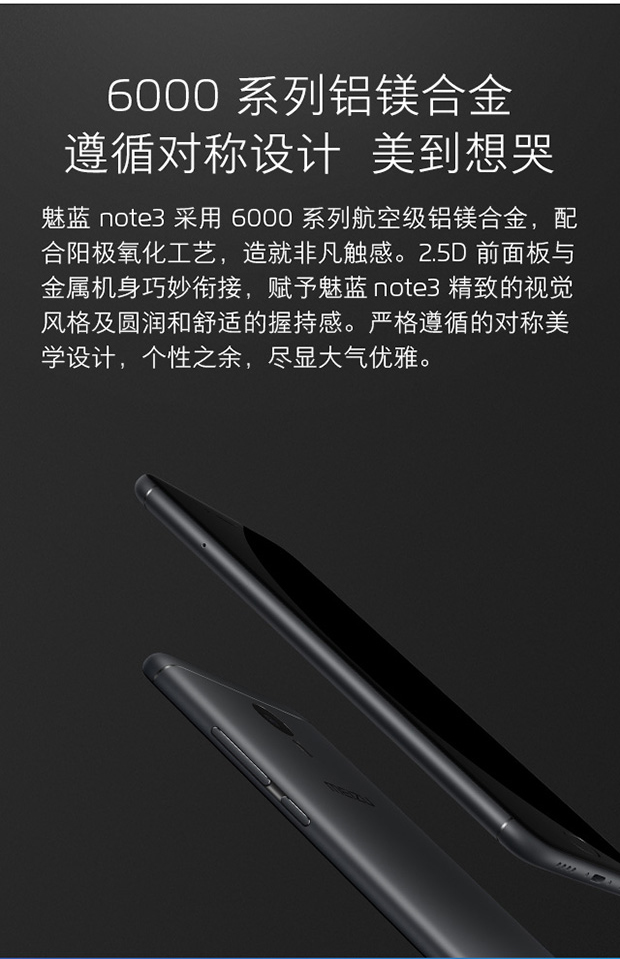 6000 系列铝镁合金
遵循对称设计 美到想哭
魅蓝 note3 采用 6000 系列航空级铝镁合金，配
合阳极氧化工艺，造就非凡触感。2.5D 前面板与
金属机身巧妙衔接，赋予魅蓝 note3 精致的视觉
风格及圆润和舒适的握持感。严格遵循的对称美
学设计，个性之余，尽显大气优雅。